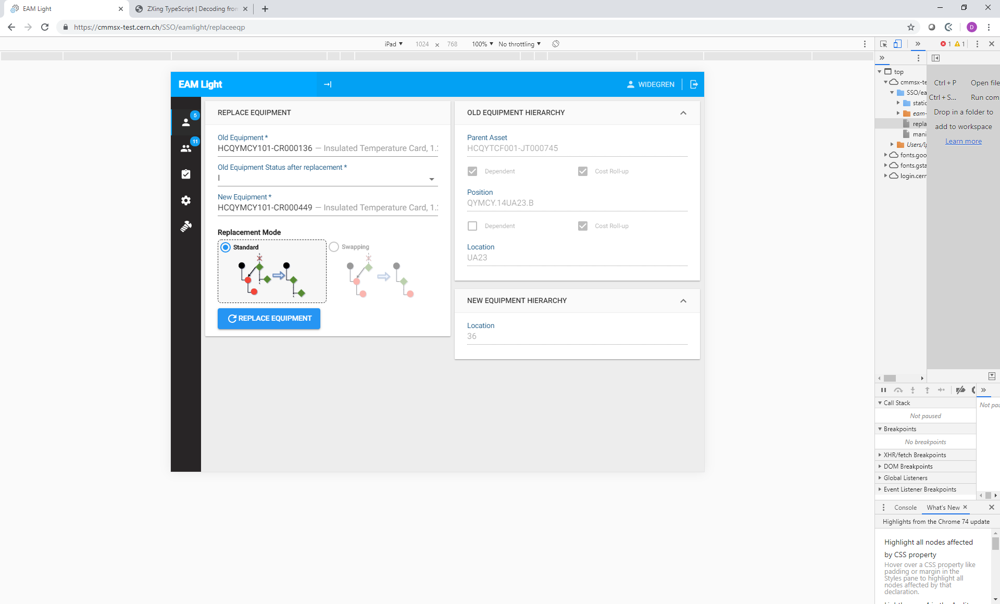 EAM Light
ZXing TypeScript | Decoding from
https://cmmsx-test.cern.ch/SSO/eamlight/replaceeqp
D
iPad ▼ 1024 × 768 100% ▼ No throttling ▼
1 1
EAM Light
WIDEGREN
5
11
REPLACE EQUIPMENT
Old Equipment *
HCQYMCY101-CR000136 — Insulated Temperature Card, 1.
Old Equipment Status after replacement *
I
New Equipment *
HCQYMCY101-CR000449 — Insulated Temperature Card, 1.
Replacement Mode
Standard
Swapping
REPLACE EQUIPMENT
OLD EQUIPMENT HIERARCHY
Parent Asset
HCQYTCF001-JT000745
Dependent
Cost Roll-up
Position
QYMCY.14UA23.B
Dependent
Cost Roll-up
Location
UA23
NEW EQUIPMENT HIERARCHY
Location
36
top
cmmsx-te
SSO/ea
static
eam-
repla
mani
Users/lp
fonts.goo
fonts.gsta
login.cern
Ctrl + P Open file
Ctrl + S... Run com
Drop in a folder to
add to workspace
Learn more
Call Stack
Not paused
Breakpoints
No breakpoints
XHR/fetch Breakpoints
DOM Breakpoints
Global Listeners
Event Listener Breakpoints
Not pau
Console
What's New
Highlights from the Chrome 74 update
Highlight all nodes affected
by CSS property
Hover over a CSS property like
padding or margin in the
Styles pane to highlight all
nodes affected by that
declaration.